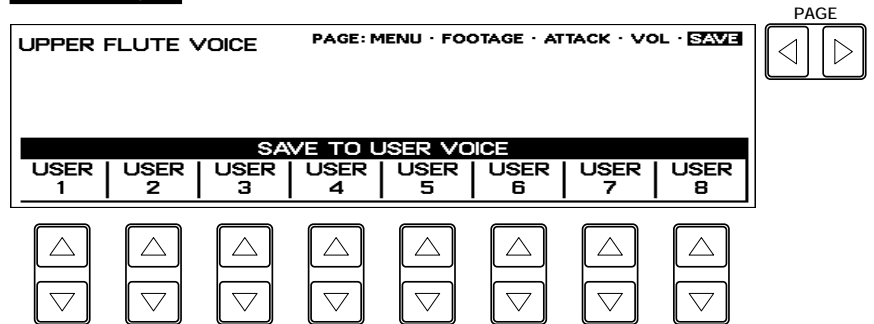 PAGE
UPPER FLUTE VOICE PAGE: MENU · FOOTAGE · ATTACK · VOL · SAVE
SAVE TO USER VOICE
USER USER USER USER USER USER USER USER
1 2 3 4 5 6 7 8